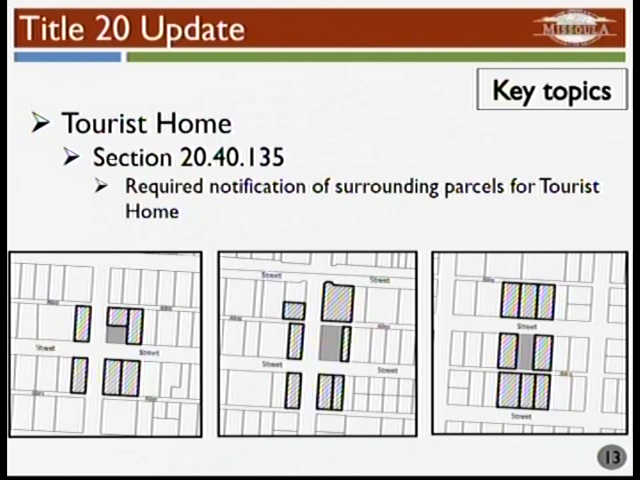 Title 20 Update
MISSOULA
Key topics
Tourist Home
Section 20.40.135
Required notification of surrounding parcels for Tourist
Home
Street
Street
Street
Street
Street
Street
Street
Street
13